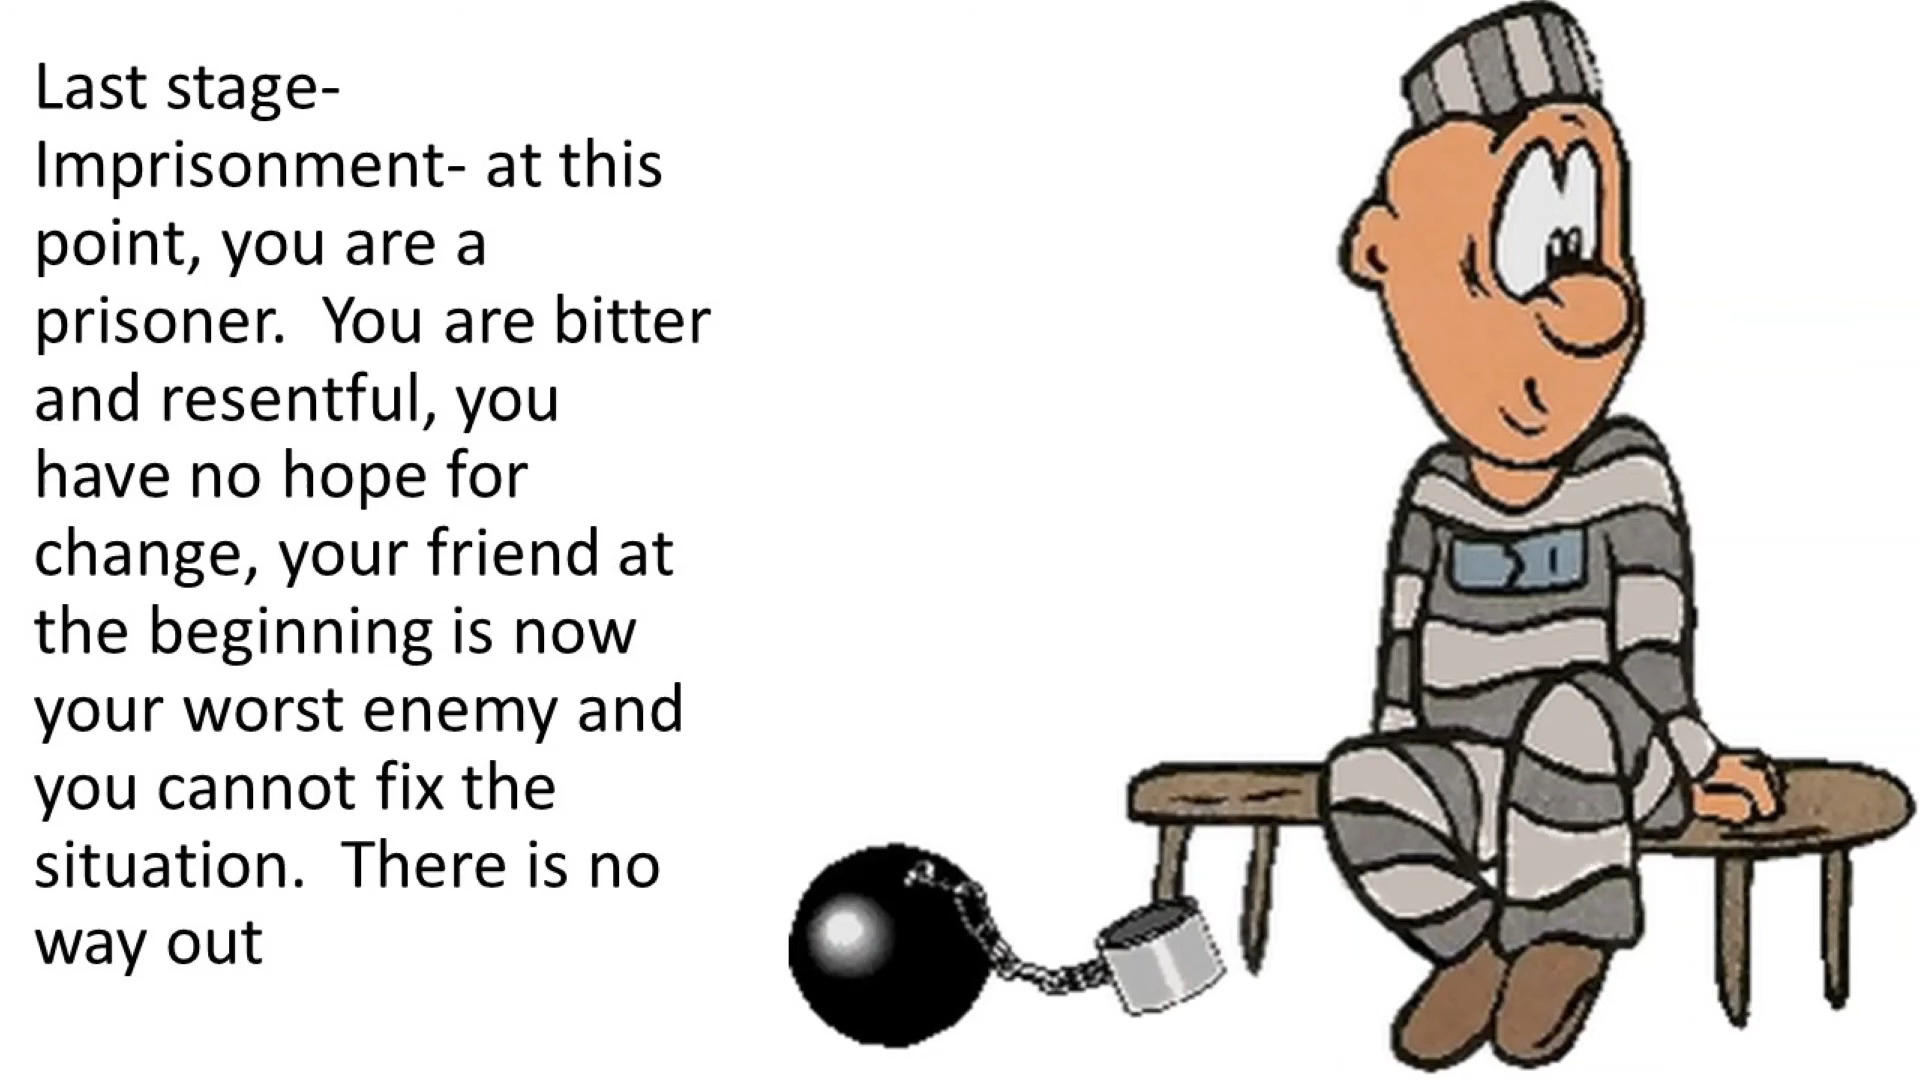 Last stage-
Imprisonment- at this
point, you are a
prisoner.  You are bitter
and resentful, you
have no hope for
change, your friend at
the beginning is now
your worst enemy and
you cannot fix the
situation.  There is no
way out